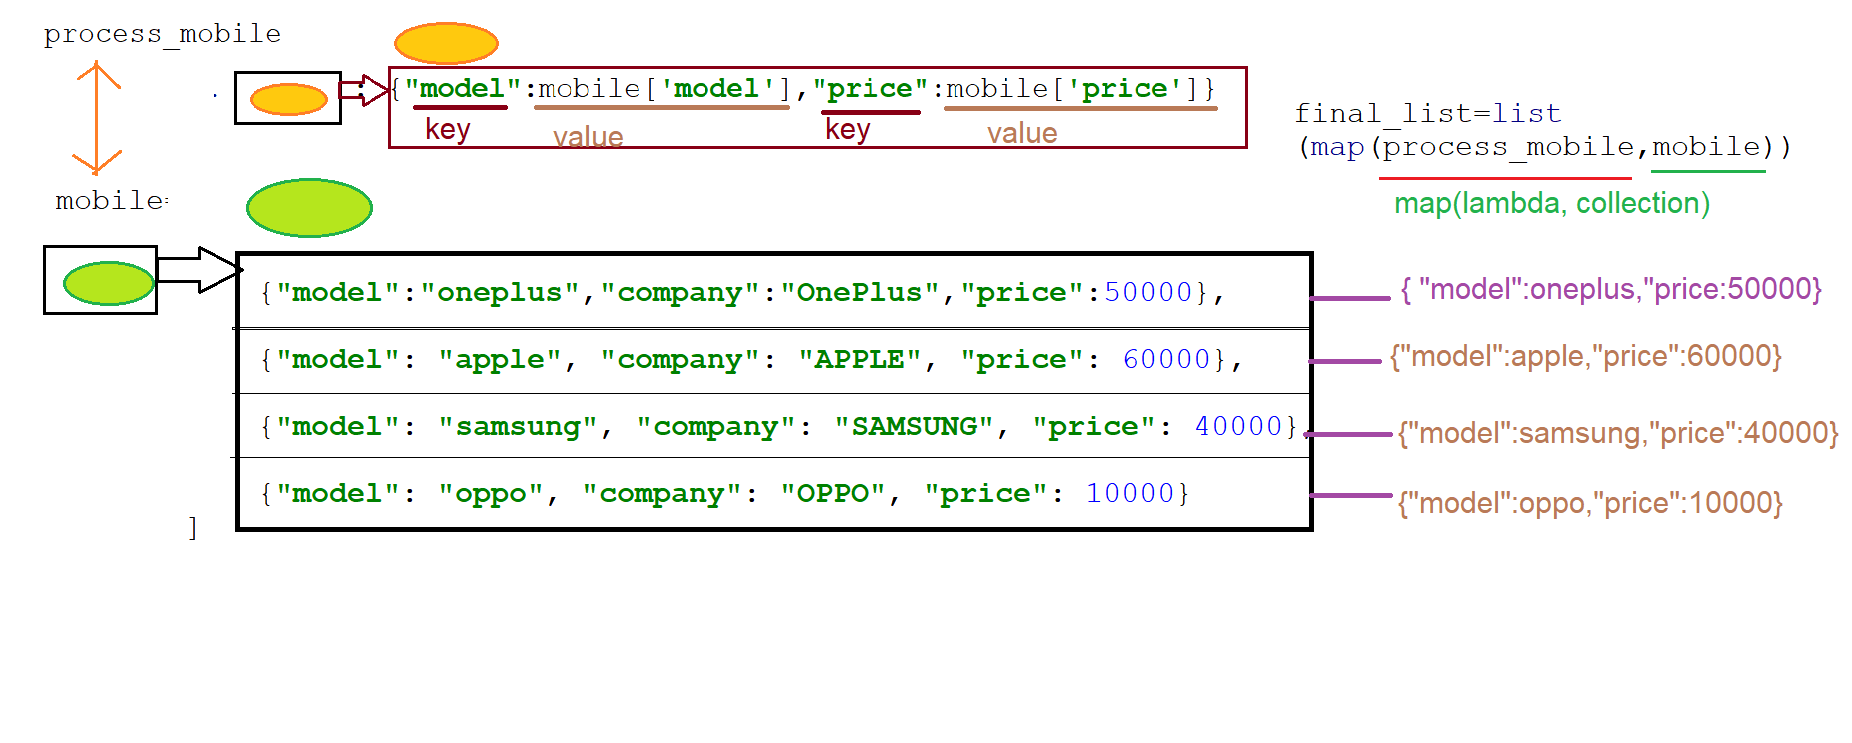 process_mobile
: {"model":mobile['model'],"price":mobile['price']}
key value key value
final_list=list
(map(process_mobile,mobile))
map(lambda, collection)
mobile=
{"model":"oneplus","company":"OnePlus","price":50000},
{ "model":oneplus,"price:50000}
{"model": "apple", "company": "APPLE", "price": 60000},
{"model":apple,"price":60000}
{"model": "samsung", "company": "SAMSUNG", "price": 40000},
{"model":samsung,"price":40000}
{"model": "oppo", "company": "OPPO", "price": 10000}
{"model":oppo,"price":10000}
]